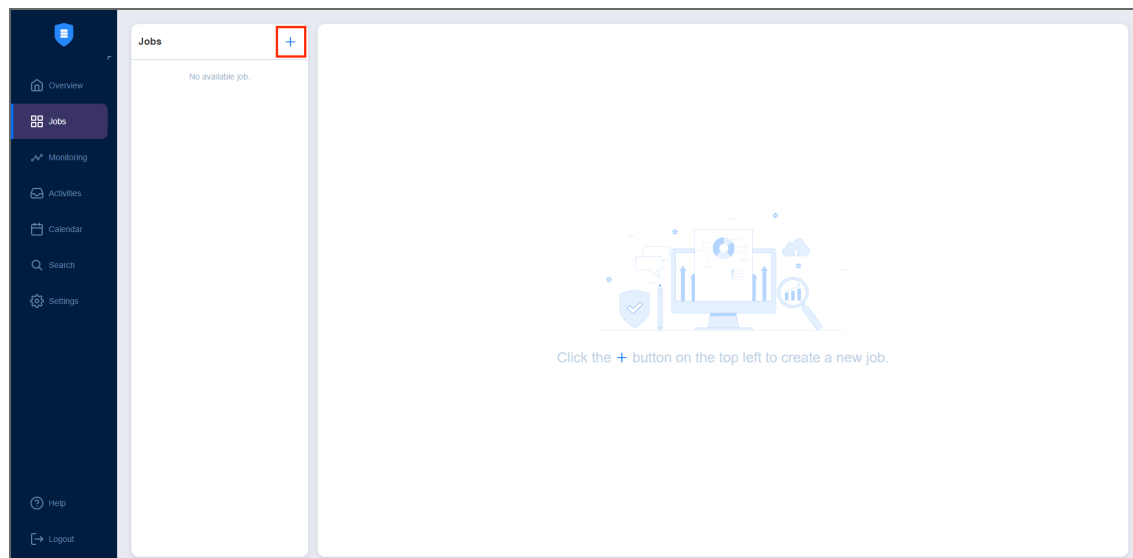 Jobs
+
No available job.
Overview
Jobs
Monitoring
Activities
Calendar
Search
Settings
Click the + button on the top left to create a new job.
Help
Logout